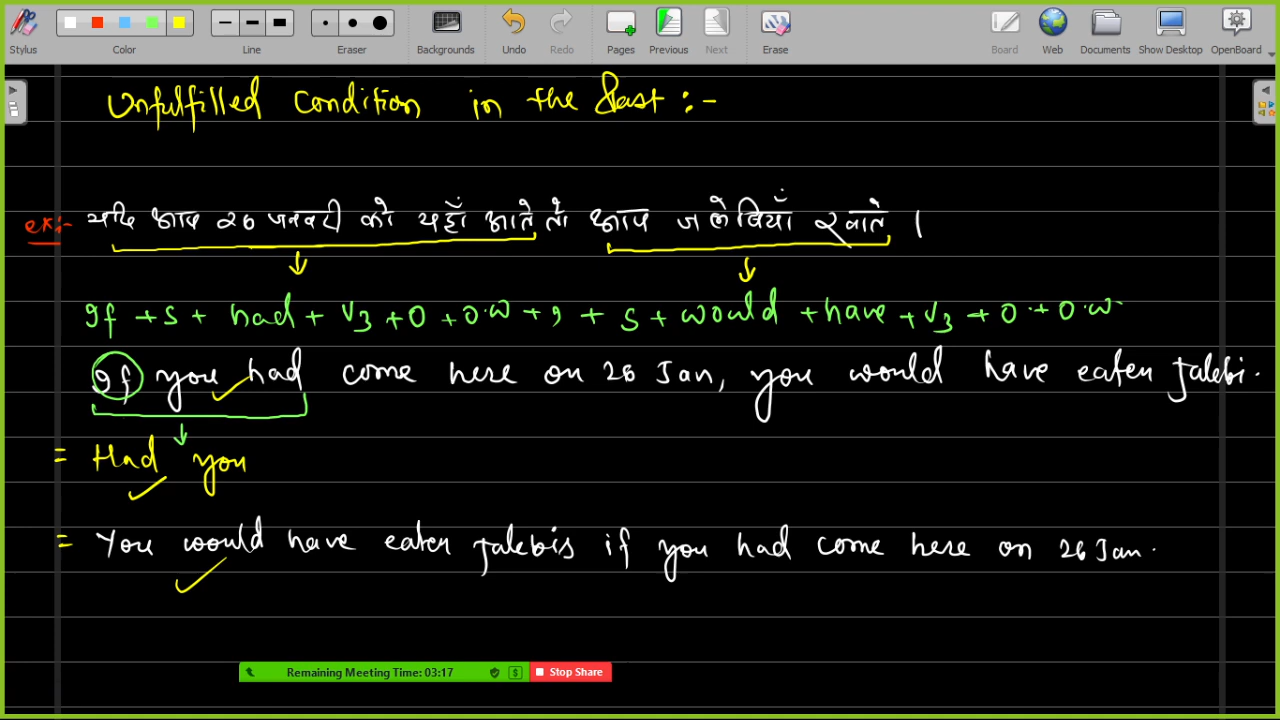 Stylus Color Line Eraser Backgrounds Undo Redo Pages Previous Next Erase Board Web Documents Show Desktop OpenBoard
Unfulfilled Condition in the Past :-
ex:- यदि आप २७ जनवरी को यहाँ आते तो आप जलेबियाँ खाते ।
If + S + had + V3 + O + O.W + , + S + would + have + V3 + O + O.W
If you had come here on 26 Jan, you would have eaten Jalebi.
= Had you
= You would have eaten Jalebis if you had come here on 26 Jan.
Remaining Meeting Time: 03:17 Stop Share